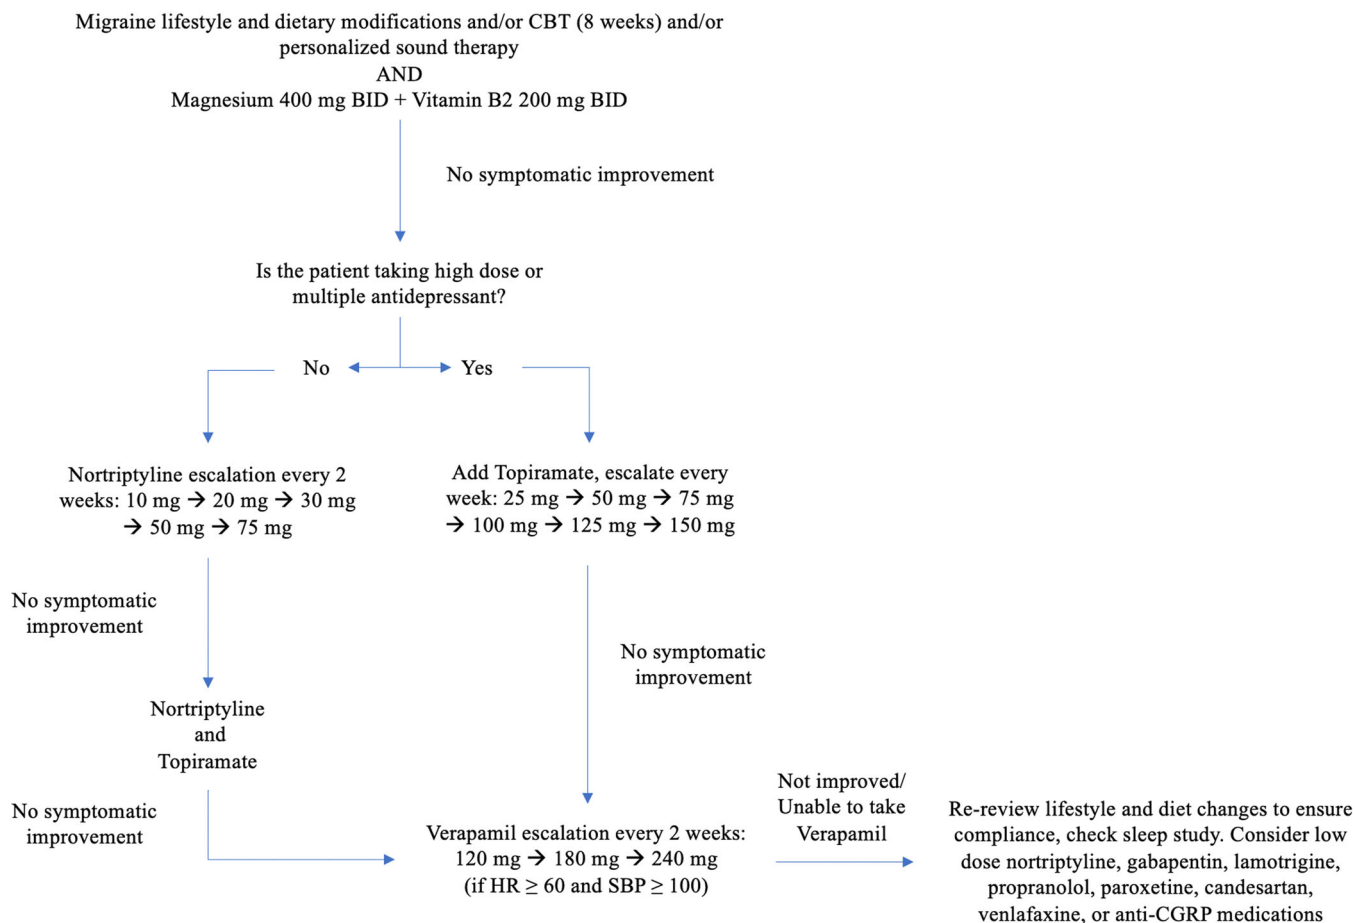 Migraine lifestyle and dietary modifications and/or CBT (8 weeks) and/or
personalized sound therapy
AND
Magnesium 400 mg BID + Vitamin B2 200 mg BID
No symptomatic improvement
Is the patient taking high dose or
multiple antidepressant?
No
Yes
Nortriptyline escalation every 2
weeks: 10 mg → 20 mg → 30 mg
→ 50 mg → 75 mg
Add Topiramate, escalate every
week: 25 mg → 50 mg → 75 mg
→ 100 mg → 125 mg → 150 mg
No symptomatic
improvement
No symptomatic
improvement
Nortriptyline
and
Topiramate
No symptomatic
improvement
Verapamil escalation every 2 weeks:
120 mg → 180 mg → 240 mg
(if HR ≥ 60 and SBP ≥ 100)
Not improved/
Unable to take
Verapamil
Re-review lifestyle and diet changes to ensure
compliance, check sleep study. Consider low
dose nortriptyline, gabapentin, lamotrigine,
propranolol, paroxetine, candesartan,
venlafaxine, or anti-CGRP medications